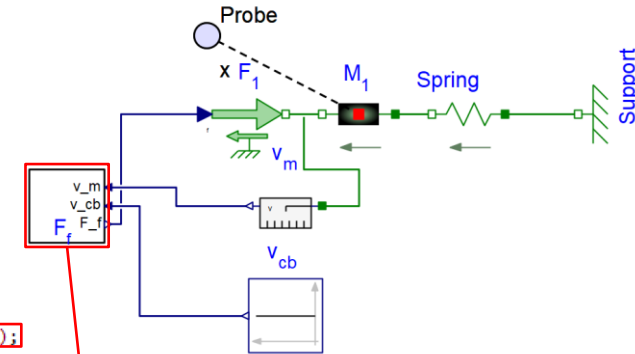 Probe
x F1
M1
Spring
Support
f
v_m
v_cb
F_f
Ff
vm
v
vcb
);